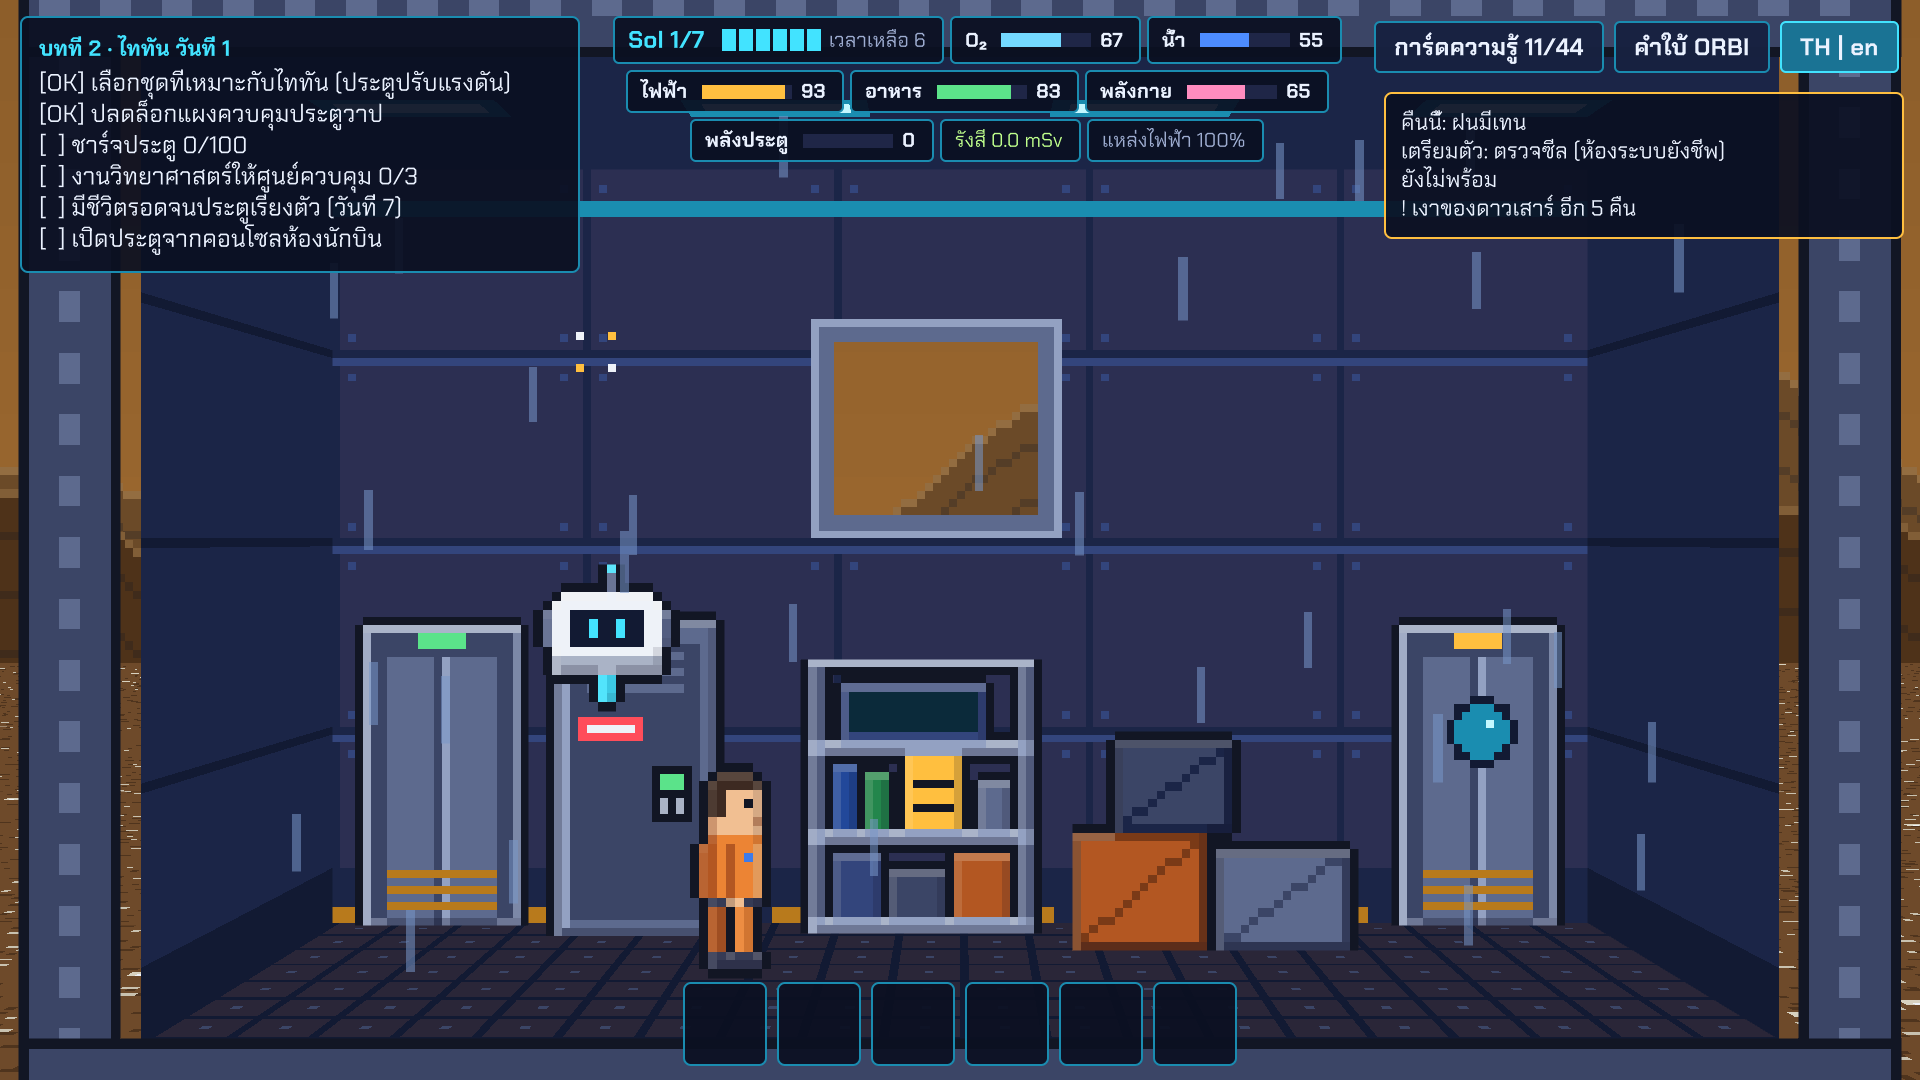 บทที่ 2 · ไททัน วันที่ 1
[OK] เลือกชุดที่เหมาะกับไททัน (ประตูปรับแรงดัน)
[OK] ปลดล็อกแผงควบคุมประตูวาป
[ ] ชาร์จประตู 0/100
[ ] งานวิทยาศาสตร์ให้ศูนย์ควบคุม 0/3
[ ] มีชีวิตรอดจนประตูเรียงตัว (วันที่ 7)
[ ] เปิดประตูจากคอนโซลห้องนักบิน
Sol 1/7 เวลาเหลือ 6
O₂ 67
น้ำ 55
ไฟฟ้า 93
อาหาร 83
พลังกาย 65
พลังประตู 0
รังสี 0.0 mSv
แหล่งไฟฟ้า 100%
การ์ดความรู้ 11/44
คำใบ้ ORBI
TH | en
คืนนี้: ฝนมีเทน
เตรียมตัว: ตรวจซีล (ห้องระบบยังชีพ)
ยังไม่พร้อม
! เงาของดาวเสาร์ อีก 5 คืน